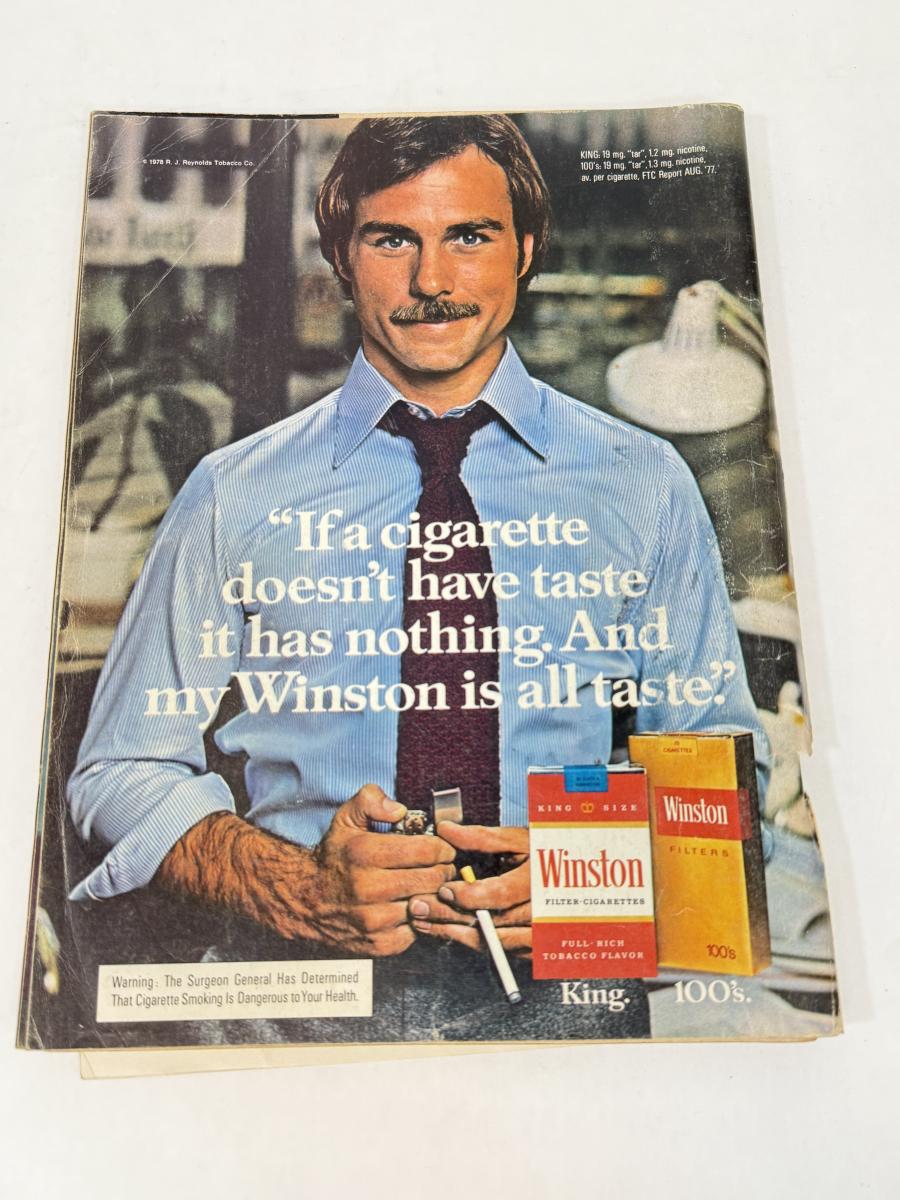 © 1978 R. J. Reynolds Tobacco Co.
KING: 19 mg. "tar", 1.2 mg. nicotine,
100's: 19 mg. "tar", 1.3 mg. nicotine,
av. per cigarette, FTC Report AUG. '77.
“If a cigarette
doesn’t have taste
it has nothing. And
my Winston is all taste.”
20
CIGARETTES
KING SIZE
Winston
FILTER-CIGARETTES
FULL-RICH
TOBACCO FLAVOR
Winston
FILTERS
100's
King.
100's.
Warning: The Surgeon General Has Determined
That Cigarette Smoking Is Dangerous to Your Health.